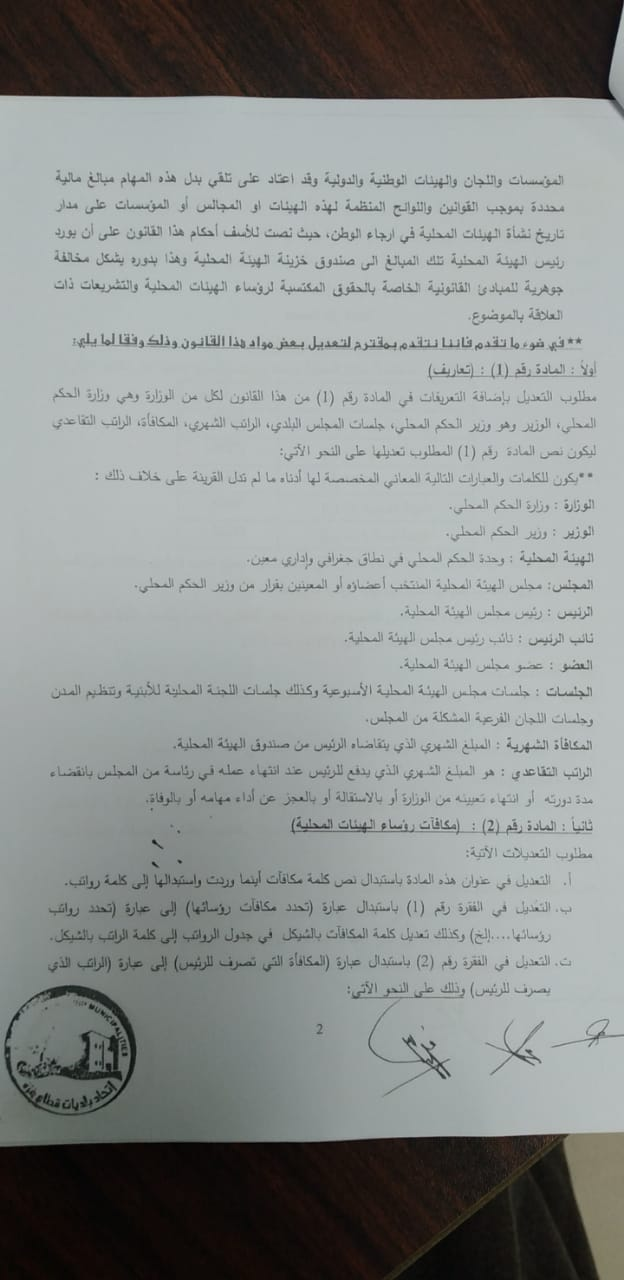 المؤسسات واللجان والهيئات الوطنية والدولية وقد اعتاد على تلقي بدل هذه المهام مبالغ مالية
محددة بموجب القوانين واللوائح المنظمة لهذه الهيئات او المجالس أو المؤسسات على مدار
تاريخ نشأة الهيئات المحلية في ارجاء الوطن، حيث نصت للأسف أحكام هذا القانون على أن يورد
رئيس الهيئة المحلية تلك المبالغ الى صندوق خزينة الهيئة المحلية وهذا بدوره يشكل مخالفة
جوهرية للمبادئ القانونية الخاصة بالحقوق المكتسبة لرؤساء الهيئات المحلية والتشريعات ذات
العلاقة بالموضوع.
**في ضوء ما تقدم فاننا نتقدم بمقترح لتعديل بعض مواد هذا القانون وذلك وفقا لما يلي:
أولاً : المادة رقم (1) : (تعاريف)
مطلوب التعديل بإضافة التعريفات في المادة رقم (1) من هذا القانون لكل من الوزارة وهي وزارة الحكم
المحلي، الوزير وهو وزير الحكم المحلي، جلسات المجلس البلدي، الراتب الشهري، المكافأة، الراتب التقاعدي
ليكون نص المادة رقم (1) المطلوب تعديلها على النحو الآتي:
**يكون للكلمات والعبارات التالية المعاني المخصصة لها أدناه ما لم تدل القرينة على خلاف ذلك :
الوزارة : وزارة الحكم المحلي.
الوزير : وزير الحكم المحلي.
الهيئة المحلية : وحدة الحكم المحلي في نطاق جغرافي وإداري معين.
المجلس: مجلس الهيئة المحلية المنتخب أعضاؤه أو المعينين بقرار من وزير الحكم المحلي.
الرئيس : رئيس مجلس الهيئة المحلية.
نائب الرئيس : نائب رئيس مجلس الهيئة المحلية.
العضو : عضو مجلس الهيئة المحلية.
الجلسات : جلسات مجلس الهيئة المحلية الأسبوعية وكذلك جلسات اللجنة المحلية للأبنية وتنظيم المدن
وجلسات اللجان الفرعية المشكلة من المجلس.
المكافأة الشهرية : المبلغ الشهري الذي يتقاضاه الرئيس من صندوق الهيئة المحلية.
الراتب التقاعدي : هو المبلغ الشهري الذي يدفع للرئيس عند انتهاء عمله في رئاسة من المجلس بانقضاء
مدة دورته أو انتهاء تعيينه من الوزارة أو بالاستقالة أو بالعجز عن أداء مهامه أو بالوفاة.
ثانياً : المادة رقم (2) : (مكافآت رؤساء الهيئات المحلية)
مطلوب التعديلات الآتية:
أ. التعديل في عنوان هذه المادة باستبدال نص كلمة مكافآت أينما وردت واستبدالها إلى كلمة رواتب.
ب. التعديل في الفقرة رقم (1) باستبدال عبارة (تحدد مكافآت رؤسائها) إلى عبارة (تحدد رواتب
رؤسائها....إلخ) وكذلك تعديل كلمة المكافآت بالشيكل في جدول الرواتب إلى كلمة الراتب بالشيكل.
ت. التعديل في الفقرة رقم (2) باستبدال عبارة (المكافأة التي تصرف للرئيس) إلى عبارة (الراتب الذي
يصرف للرئيس) وذلك على النحو الآتي:
2
MUNICIPALITIES
إتحاد بلديات قطاع غزة